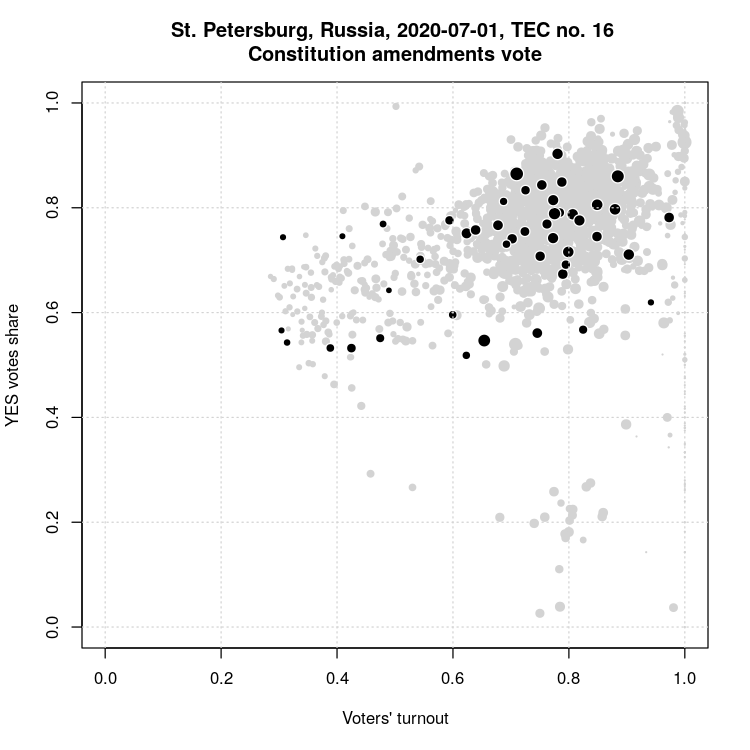 St. Petersburg, Russia, 2020-07-01, TEC no. 16
Constitution amendments vote
YES votes share
1.0
0.8
0.6
0.4
0.2
0.0
0.0 0.2 0.4 0.6 0.8 1.0
Voters' turnout